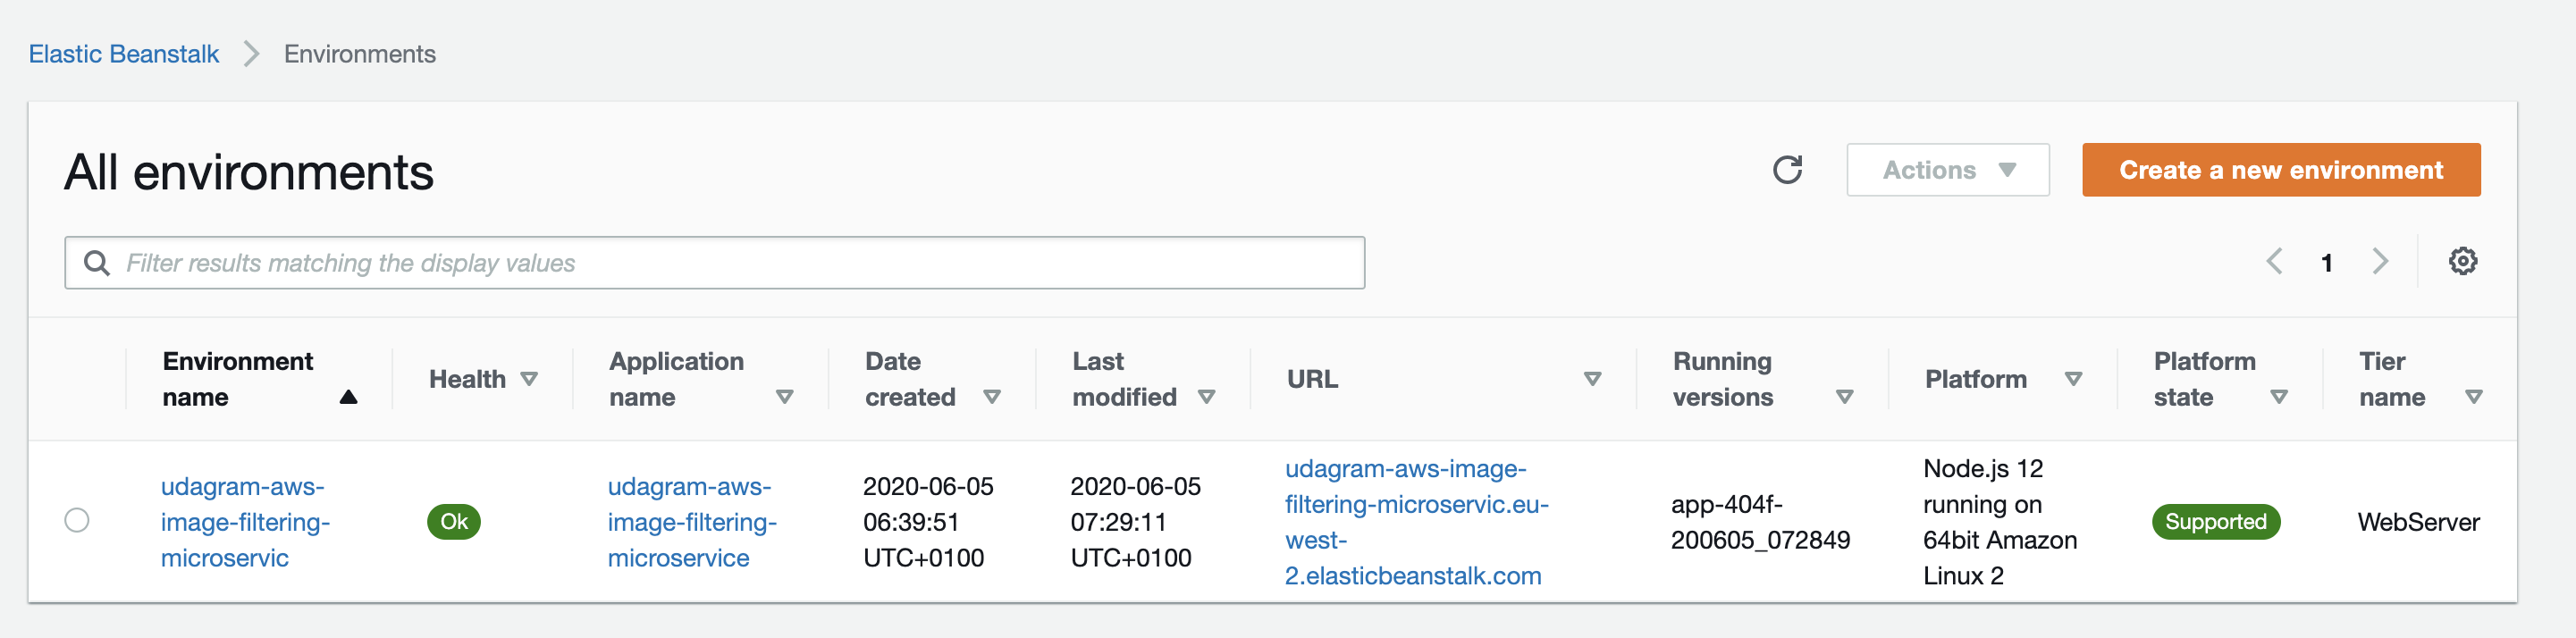 Elastic Beanstalk > Environments
All environments
Actions
Create a new environment
Filter results matching the display values
1
Environment name
Health
Application name
Date created
Last modified
URL
Running versions
Platform
Platform state
Tier name
udagram-aws-
image-filtering-
microservic
Ok
udagram-aws-
image-filtering-
microservice
2020-06-05
06:39:51
UTC+0100
2020-06-05
07:29:11
UTC+0100
udagram-aws-image-
filtering-microservic.eu-
west-
2.elasticbeanstalk.com
app-404f-
200605_072849
Node.js 12
running on
64bit Amazon
Linux 2
Supported
WebServer